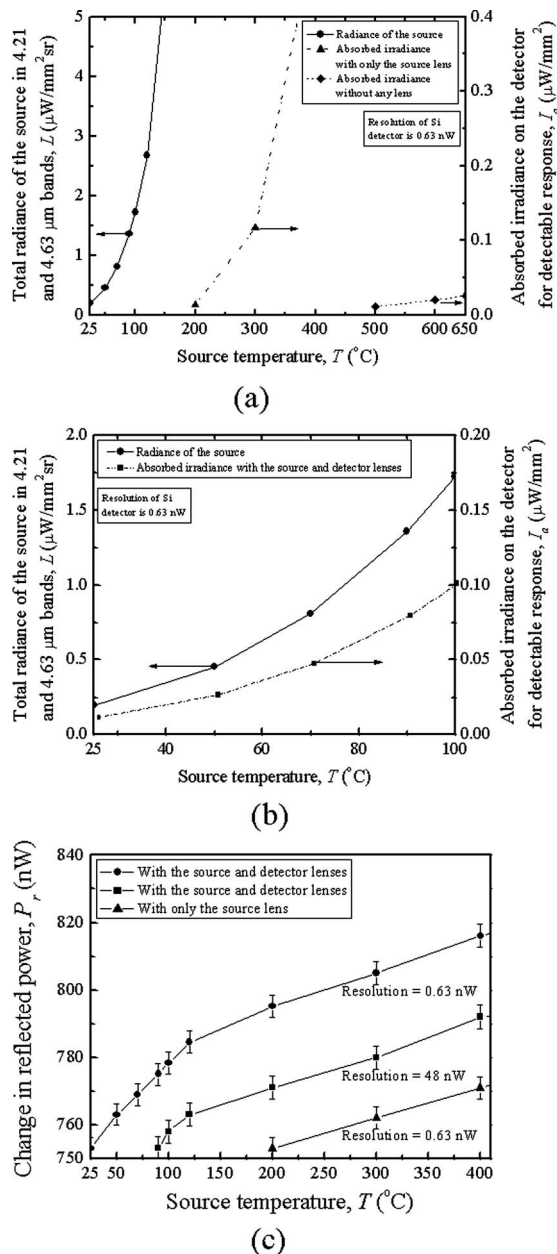 Total radiance of the source in 4.21
and 4.63 μm bands, L (μW/mm²sr)
5
4
3
2
1
0
Radiance of the source
Absorbed irradiance
with only the source lens
Absorbed irradiance
without any lens
Resolution of Si
detector is 0.63 nW
0.4
0.3
0.2
0.1
0.0
Absorbed irradiance on the detector
for detectable response, I_a (μW/mm²)
25 100 200 300 400 500 600 650
Source temperature, T (°C)
(a)
Total radiance of the source in 4.21
and 4.63 μm bands, L (μW/mm²sr)
2.0
1.5
1.0
0.5
0.0
Radiance of the source
Absorbed irradiance with the source and detector lenses
Resolution of Si
detector is 0.63 nW
0.20
0.15
0.10
0.05
0.00
Absorbed irradiance on the detector
for detectable response, I_a (μW/mm²)
25 40 60 80 100
Source temperature, T (°C)
(b)
Change in reflected power, P_r (nW)
840
820
800
780
760
750
With the source and detector lenses
With the source and detector lenses
With only the source lens
Resolution = 0.63 nW
Resolution = 48 nW
Resolution = 0.63 nW
25 50 100 150 200 250 300 350 400
Source temperature, T (°C)
(c)